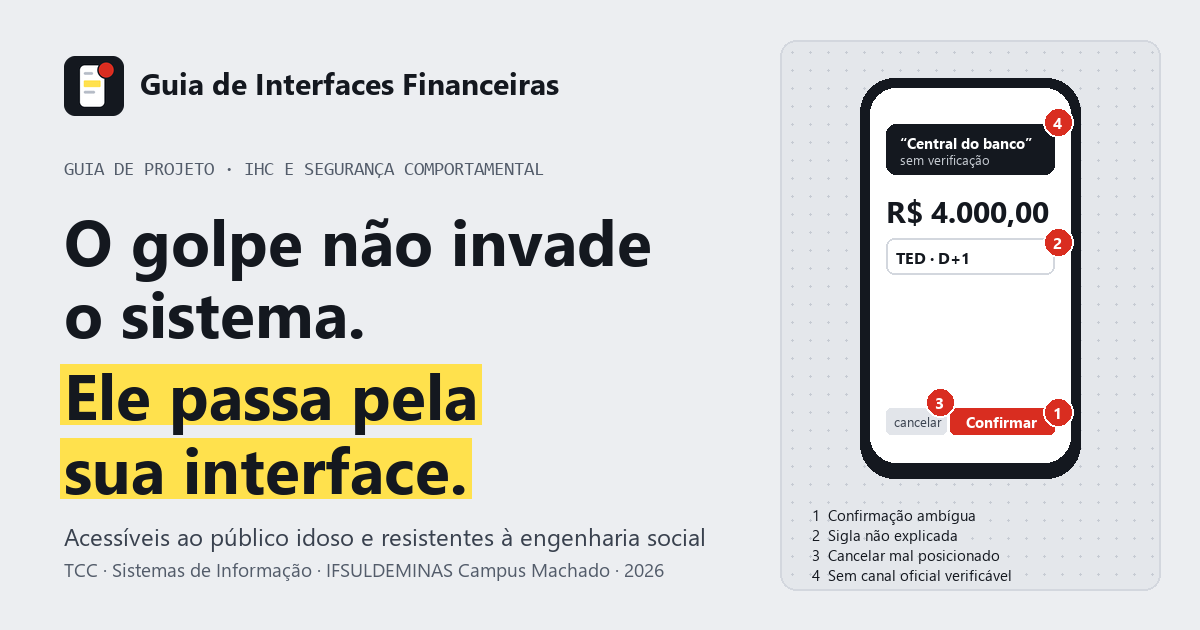 Guia de Interfaces Financeiras
GUIA DE PROJETO · IHC E SEGURANÇA COMPORTAMENTAL
O golpe não invade
o sistema.
Ele passa pela
sua interface.
Acessíveis ao público idoso e resistentes à engenharia social
TCC · Sistemas de Informação · IFSULDEMINAS Campus Machado · 2026
4
"Central do banco"
sem verificação
R$ 4.000,00
2
TED · D+1
3
1
cancelar
Confirmar
1 Confirmação ambígua
2 Sigla não explicada
3 Cancelar mal posicionado
4 Sem canal oficial verificável